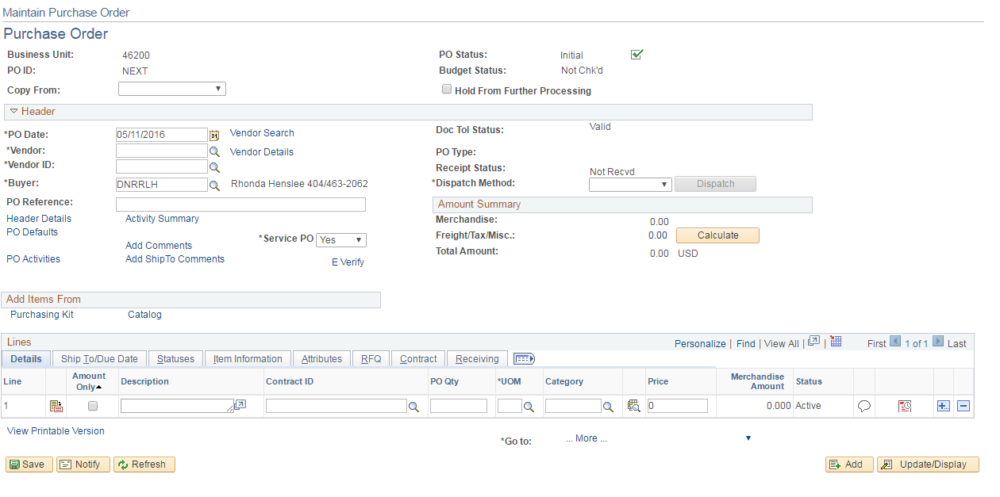 Maintain Purchase Order
Purchase Order
Business Unit: 46200 PO Status: Initial
PO ID: NEXT Budget Status: Not Chk'd
Copy From: Hold From Further Processing
Header
*PO Date: 05/11/2016 31 Vendor Search Doc Tol Status: Valid
*Vendor: Vendor Details PO Type:
*Vendor ID: Receipt Status: Not Recvd
*Buyer: DNRRLH Rhonda Henslee 404/463-2062 *Dispatch Method: Dispatch
PO Reference: Amount Summary
Header Details Activity Summary Merchandise: 0.00
PO Defaults *Service PO Yes Freight/Tax/Misc.: 0.00 Calculate
Add Comments Total Amount: 0.00 USD
PO Activities Add ShipTo Comments E Verify
Add Items From
Purchasing Kit Catalog
Lines Personalize | Find | View All | | First 1 of 1 Last
Details Ship To/Due Date Statuses Item Information Attributes RFQ Contract Receiving
Line Amount Only Description Contract ID PO Qty *UOM Category Price Merchandise Amount Status
1 0 0.000 Active
View Printable Version
*Go to: ... More ...
Save Notify Refresh Add Update/Display